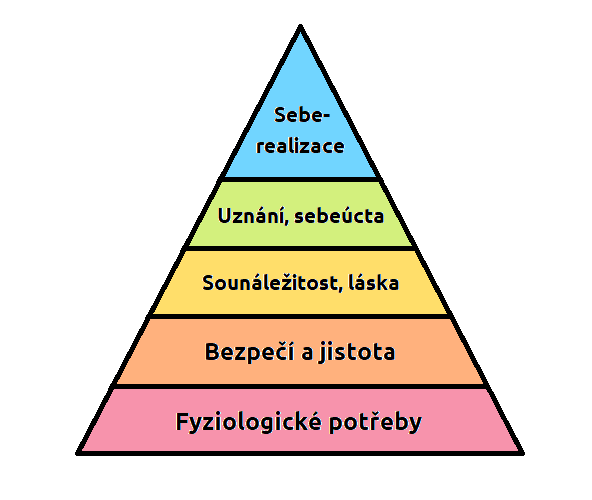 Sebe-
realizace
Uznání, sebeúcta
Sounáležitost, láska
Bezpečí a jistota
Fyziologické potřeby